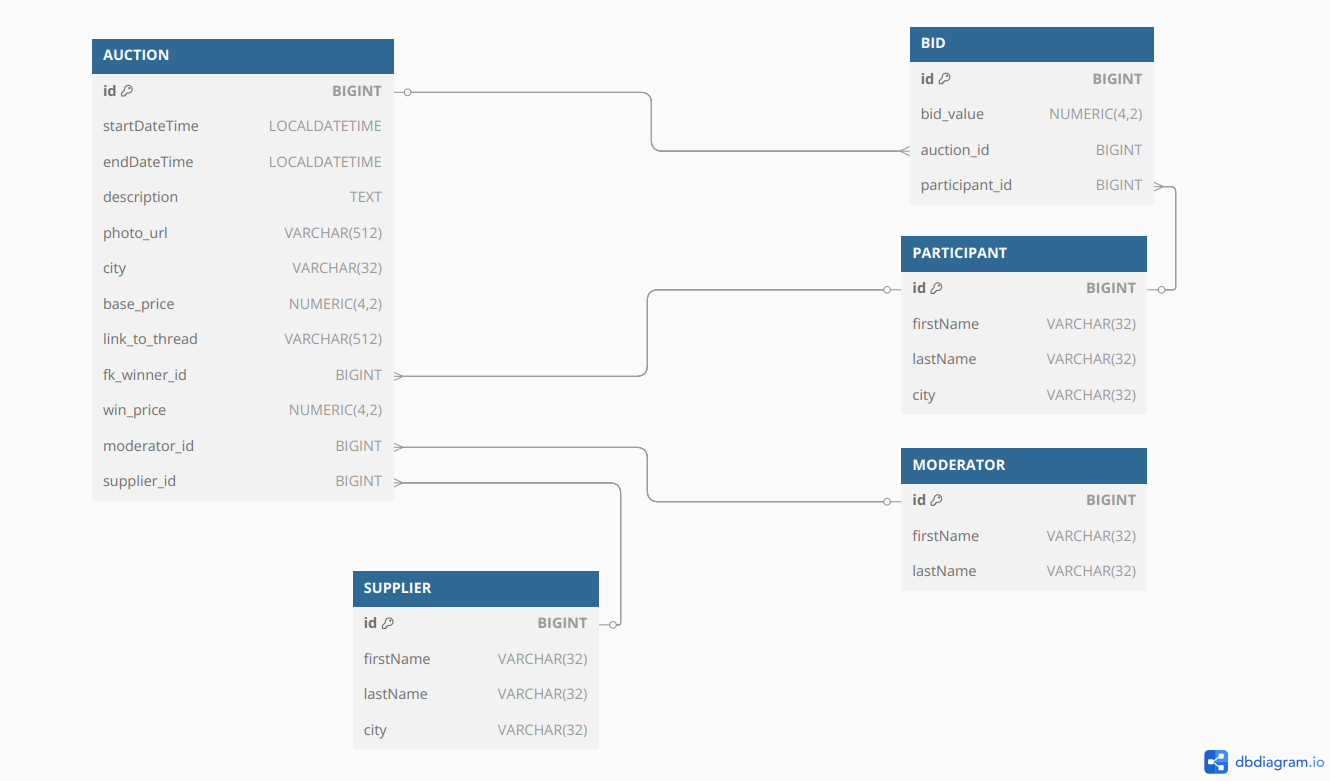 AUCTION
id BIGINT
startDateTime LOCALDATETIME
endDateTime LOCALDATETIME
description TEXT
photo_url VARCHAR(512)
city VARCHAR(32)
base_price NUMERIC(4,2)
link_to_thread VARCHAR(512)
fk_winner_id BIGINT
win_price NUMERIC(4,2)
moderator_id BIGINT
supplier_id BIGINT
BID
id BIGINT
bid_value NUMERIC(4,2)
auction_id BIGINT
participant_id BIGINT
PARTICIPANT
id BIGINT
firstName VARCHAR(32)
lastName VARCHAR(32)
city VARCHAR(32)
MODERATOR
id BIGINT
firstName VARCHAR(32)
lastName VARCHAR(32)
SUPPLIER
id BIGINT
firstName VARCHAR(32)
lastName VARCHAR(32)
city VARCHAR(32)
dbdiagram.io